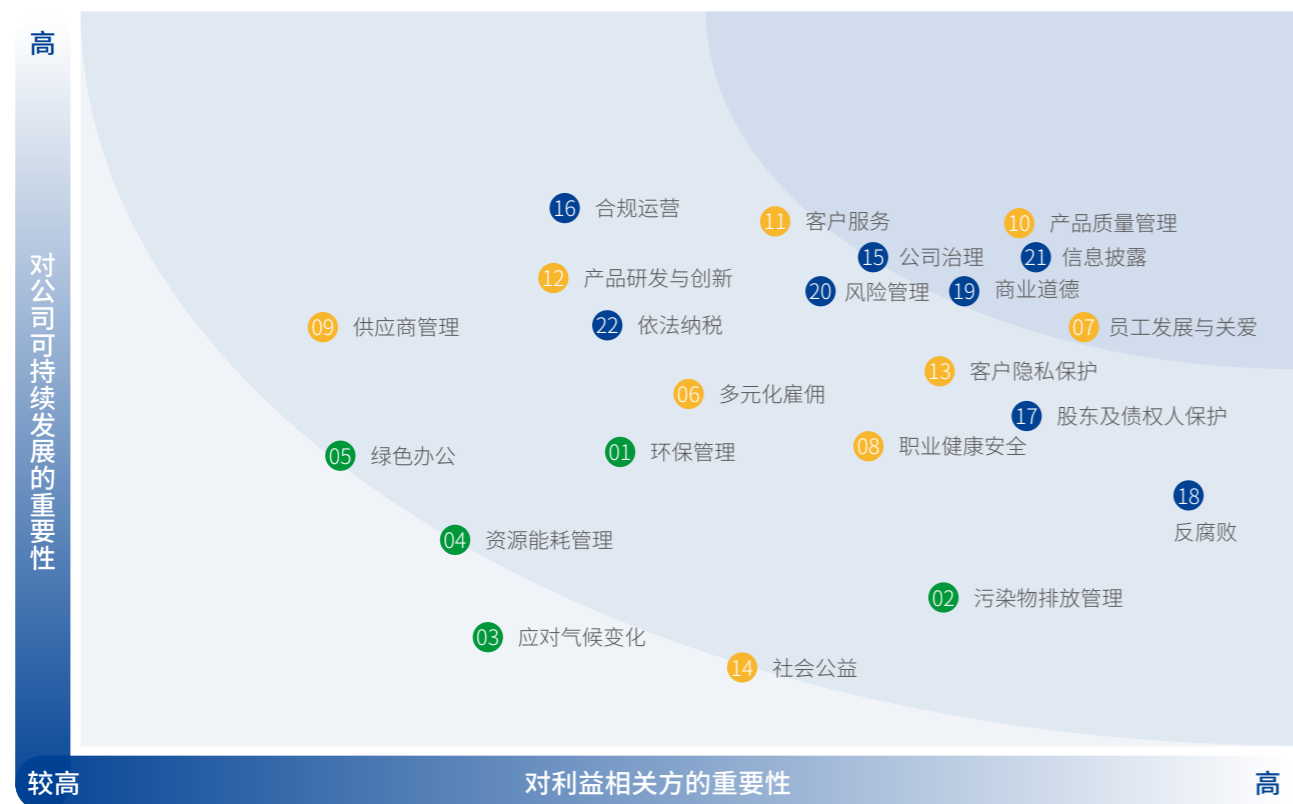 高
对公司可持续发展的重要性
16 合规运营
11 客户服务
10 产品质量管理
15 公司治理
21 信息披露
12 产品研发与创新
20 风险管理
19 商业道德
09 供应商管理
22 依法纳税
07 员工发展与关爱
13 客户隐私保护
06 多元化雇佣
17 股东及债权人保护
05 绿色办公
01 环保管理
08 职业健康安全
18
反腐败
04 资源能耗管理
02 污染物排放管理
03 应对气候变化
14 社会公益
较高 对利益相关方的重要性 高